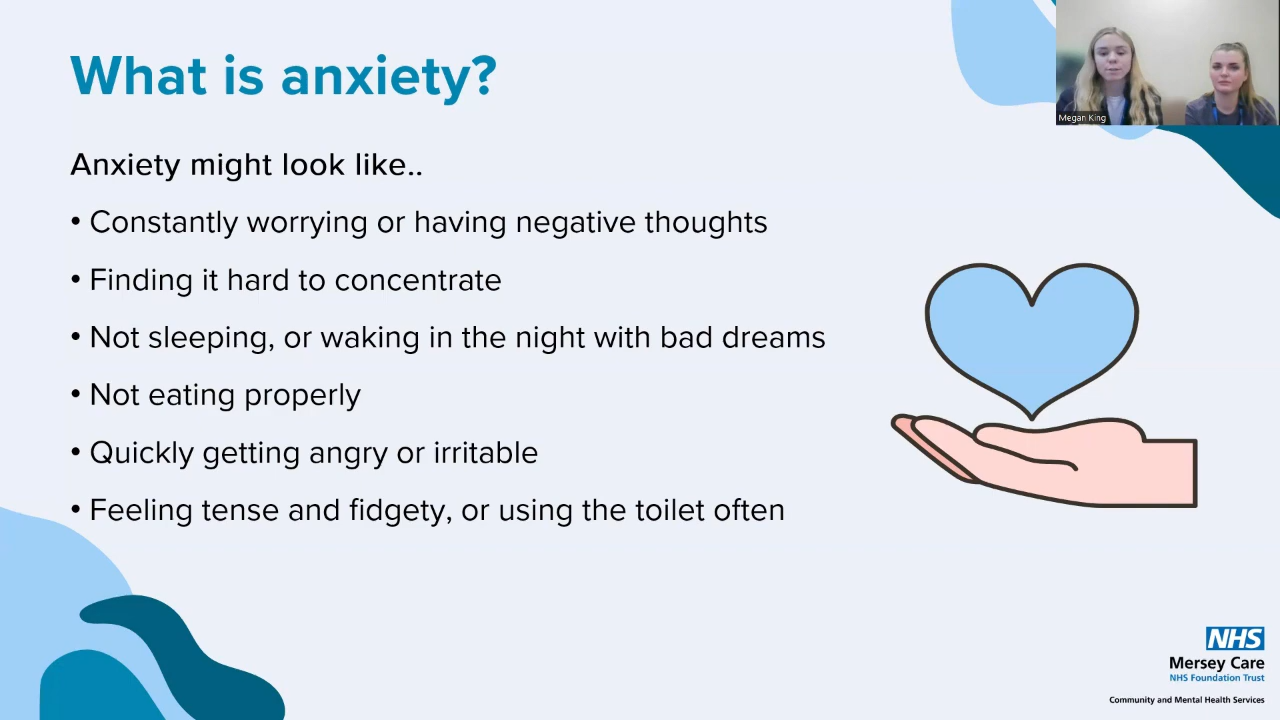 What is anxiety?
Megan King
Anxiety might look like..
• Constantly worrying or having negative thoughts
• Finding it hard to concentrate
• Not sleeping, or waking in the night with bad dreams
• Not eating properly
• Quickly getting angry or irritable
• Feeling tense and fidgety, or using the toilet often
NHS
Mersey Care
NHS Foundation Trust
Community and Mental Health Services